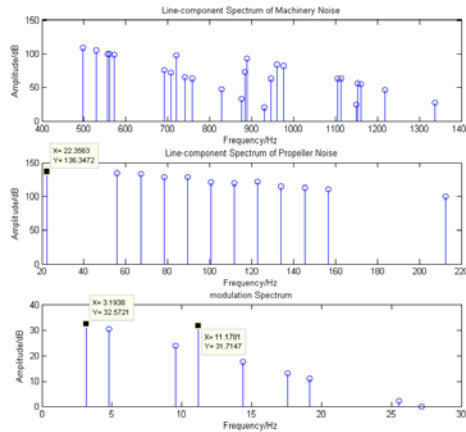 Line-component Spectrum of Machinery Noise
Amplitude/dB
150
100
50
0
400 500 600 700 800 900 1000 1100 1200 1300 1400
Frequency/Hz
Line-component Spectrum of Propeller Noise
X= 22.3563
Y= 136.3472
Amplitude/dB
150
100
50
0
20 40 60 80 100 120 140 160 180 200 220
Frequency/Hz
modulation Spectrum
X= 3.1938
Y= 32.5721
X= 11.1781
Y= 31.7147
Amplitude/dB
40
30
20
10
0
0 5 10 15 20 25 30
Frequency/Hz